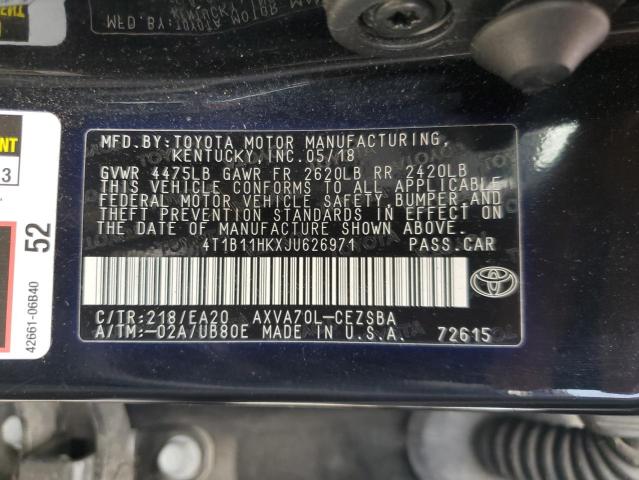 MFD.BY:TOYOTA MOTOR MANUFACTURING,
KENTUCKY,INC.05/18
GVWR 4475LB GAWR FR 2620LB RR 2420LB
THIS VEHICLE CONFORMS TO ALL APPLICABLE
FEDERAL MOTOR VEHICLE SAFETY,BUMPER,AND
THEFT PREVENTION STANDARDS IN EFFECT ON
THE DATE OF MANUFACTURE SHOWN ABOVE.
4T1B11HKXJU626971 PASS.CAR
C/TR:218/EA20 AXVA70L-CEZSBA
A/TM:-02A/UB80E MADE IN U.S.A. 72615
TOYOTA
52
42661-06B40
3